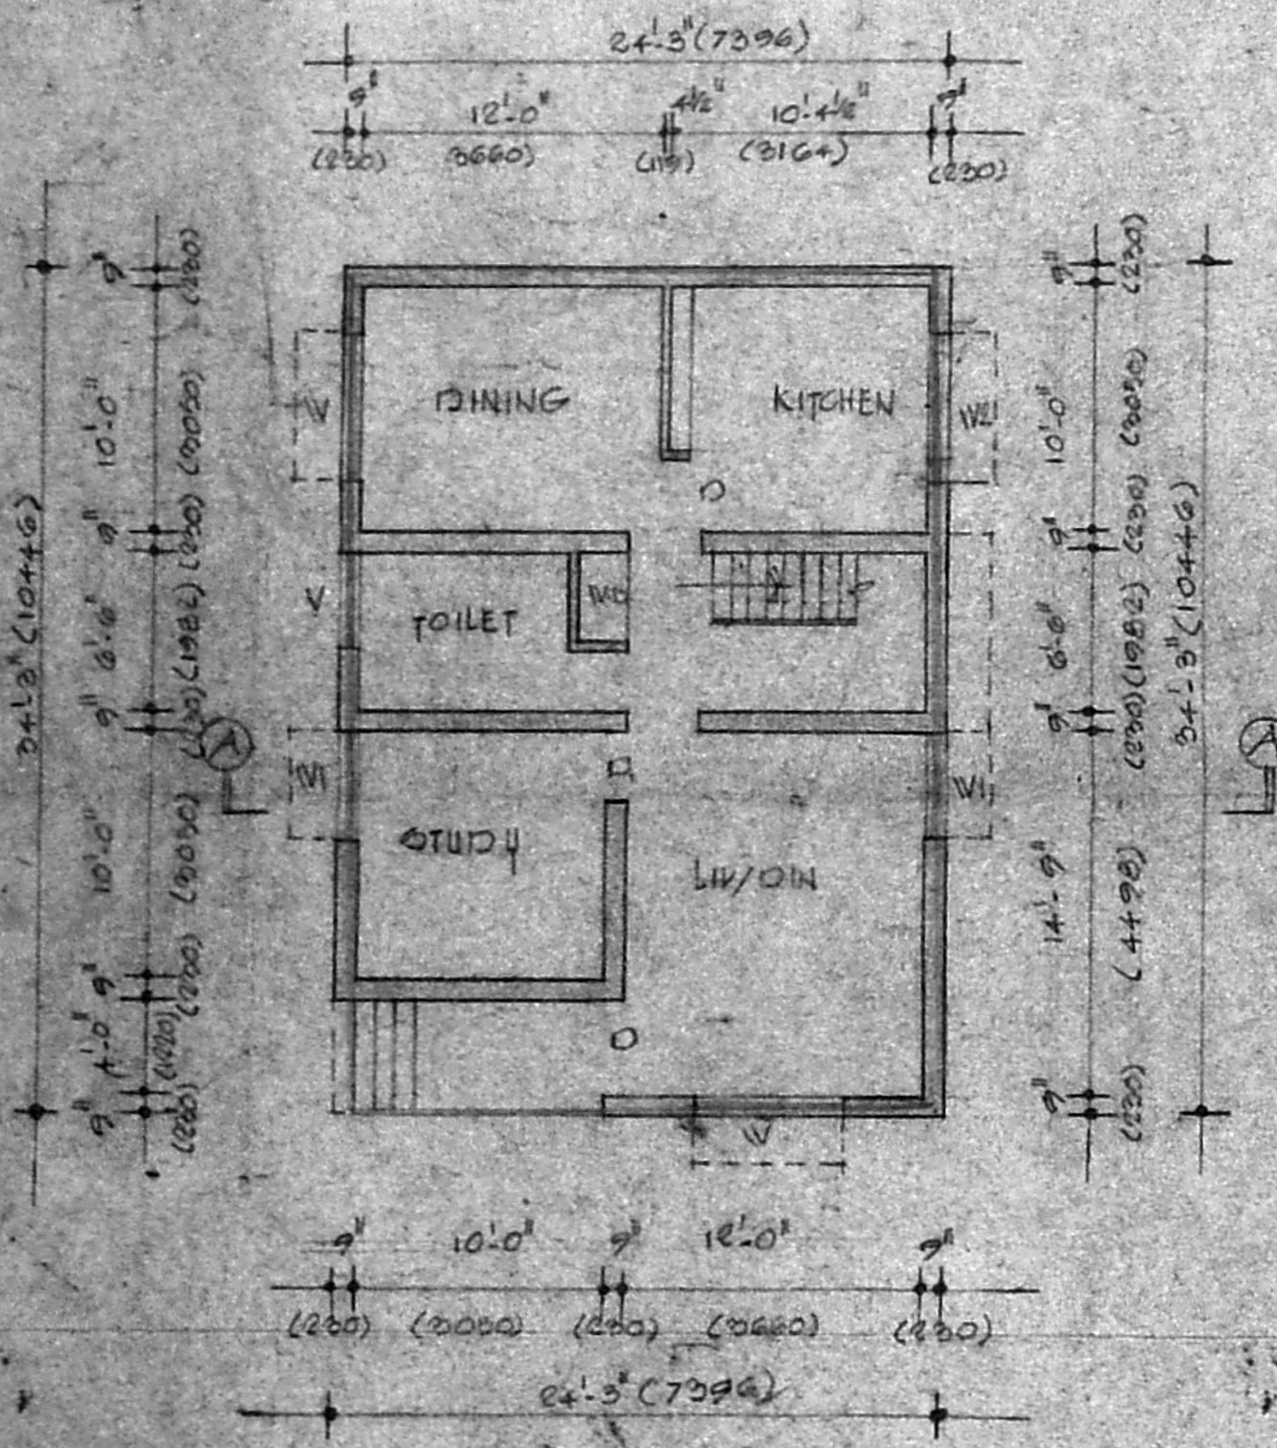 24'-3"(7396)
9" 12'-0" 4½" 10'-4½" 9"
(230) (3660) (115) (3164) (230)
34'-3" (10446)
9" 10'-0" 9" 6'-6" 9" 10'-0" 9" 4'-0" 9"
(230) (3050) (230) (1982) (230) (3050) (230) (1220) (230)
DINING
KITCHEN
W
W2
TOILET
V
STUDY
W1
LIV/DIN
W1
W
D
D
D
9" 10'-0" 9" 6'-6" 9" 14'-9" 9"
(230) (3050) (230) (1982) (230) (4498) (230)
34'-3" (10446)
9" 10'-0" 9" 12'-0" 9"
(230) (3050) (230) (3660) (230)
24'-3" (7396)